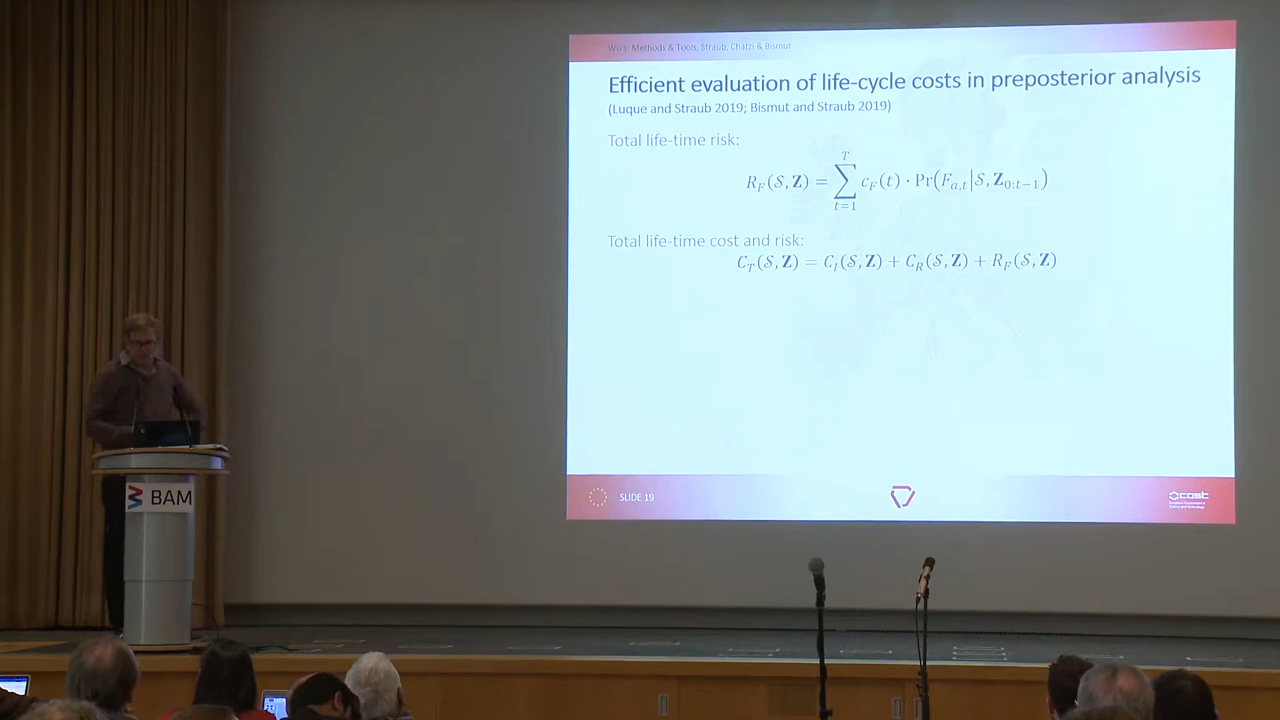 WG1: Methods & Tools, Straub, Chatzi & Bismut
Efficient evaluation of life-cycle costs in preposterior analysis
(Luque and Straub 2019; Bismut and Straub 2019)
Total life-time risk:
R_F(𝒮, 𝐙) = ∑_{t=1}^{T} c_F(t) · Pr(F_{a,t}|𝒮, 𝐙_{0:t−1})
Total life-time cost and risk:
C_T(𝒮, 𝐙) = C_I(𝒮, 𝐙) + C_R(𝒮, 𝐙) + R_F(𝒮, 𝐙)
SLIDE 19
cost
BAM